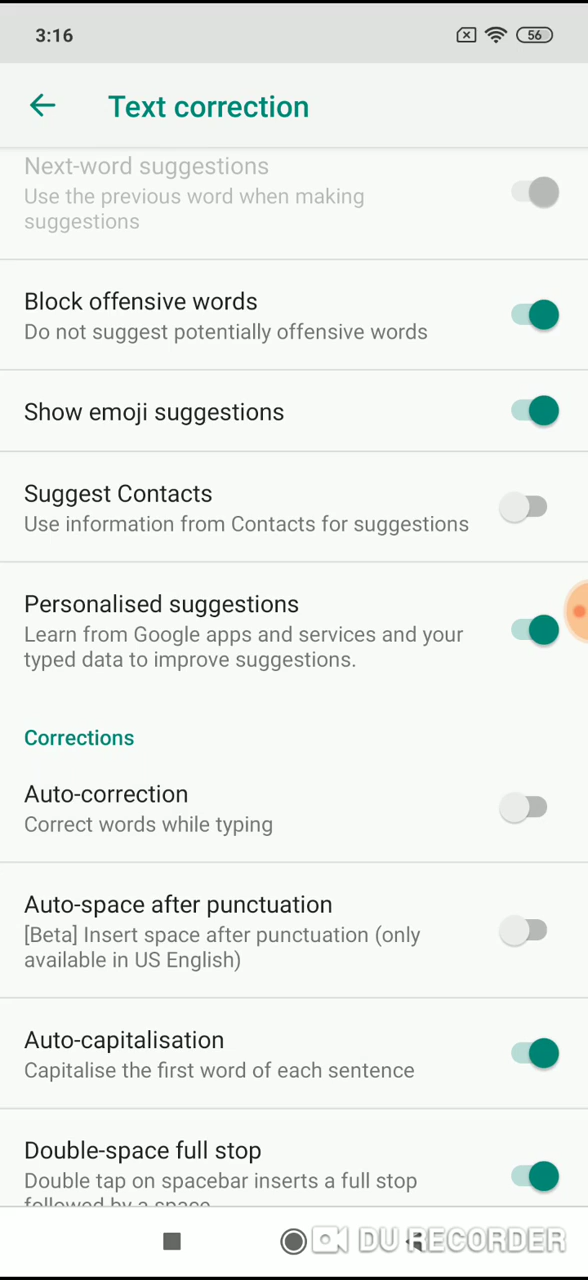 3:16
56
Text correction
Next-word suggestions
Use the previous word when making
suggestions
Block offensive words
Do not suggest potentially offensive words
Show emoji suggestions
Suggest Contacts
Use information from Contacts for suggestions
Personalised suggestions
Learn from Google apps and services and your
typed data to improve suggestions.
Corrections
Auto-correction
Correct words while typing
Auto-space after punctuation
[Beta] Insert space after punctuation (only
available in US English)
Auto-capitalisation
Capitalise the first word of each sentence
Double-space full stop
Double tap on spacebar inserts a full stop
followed by a space
DU RECORDER